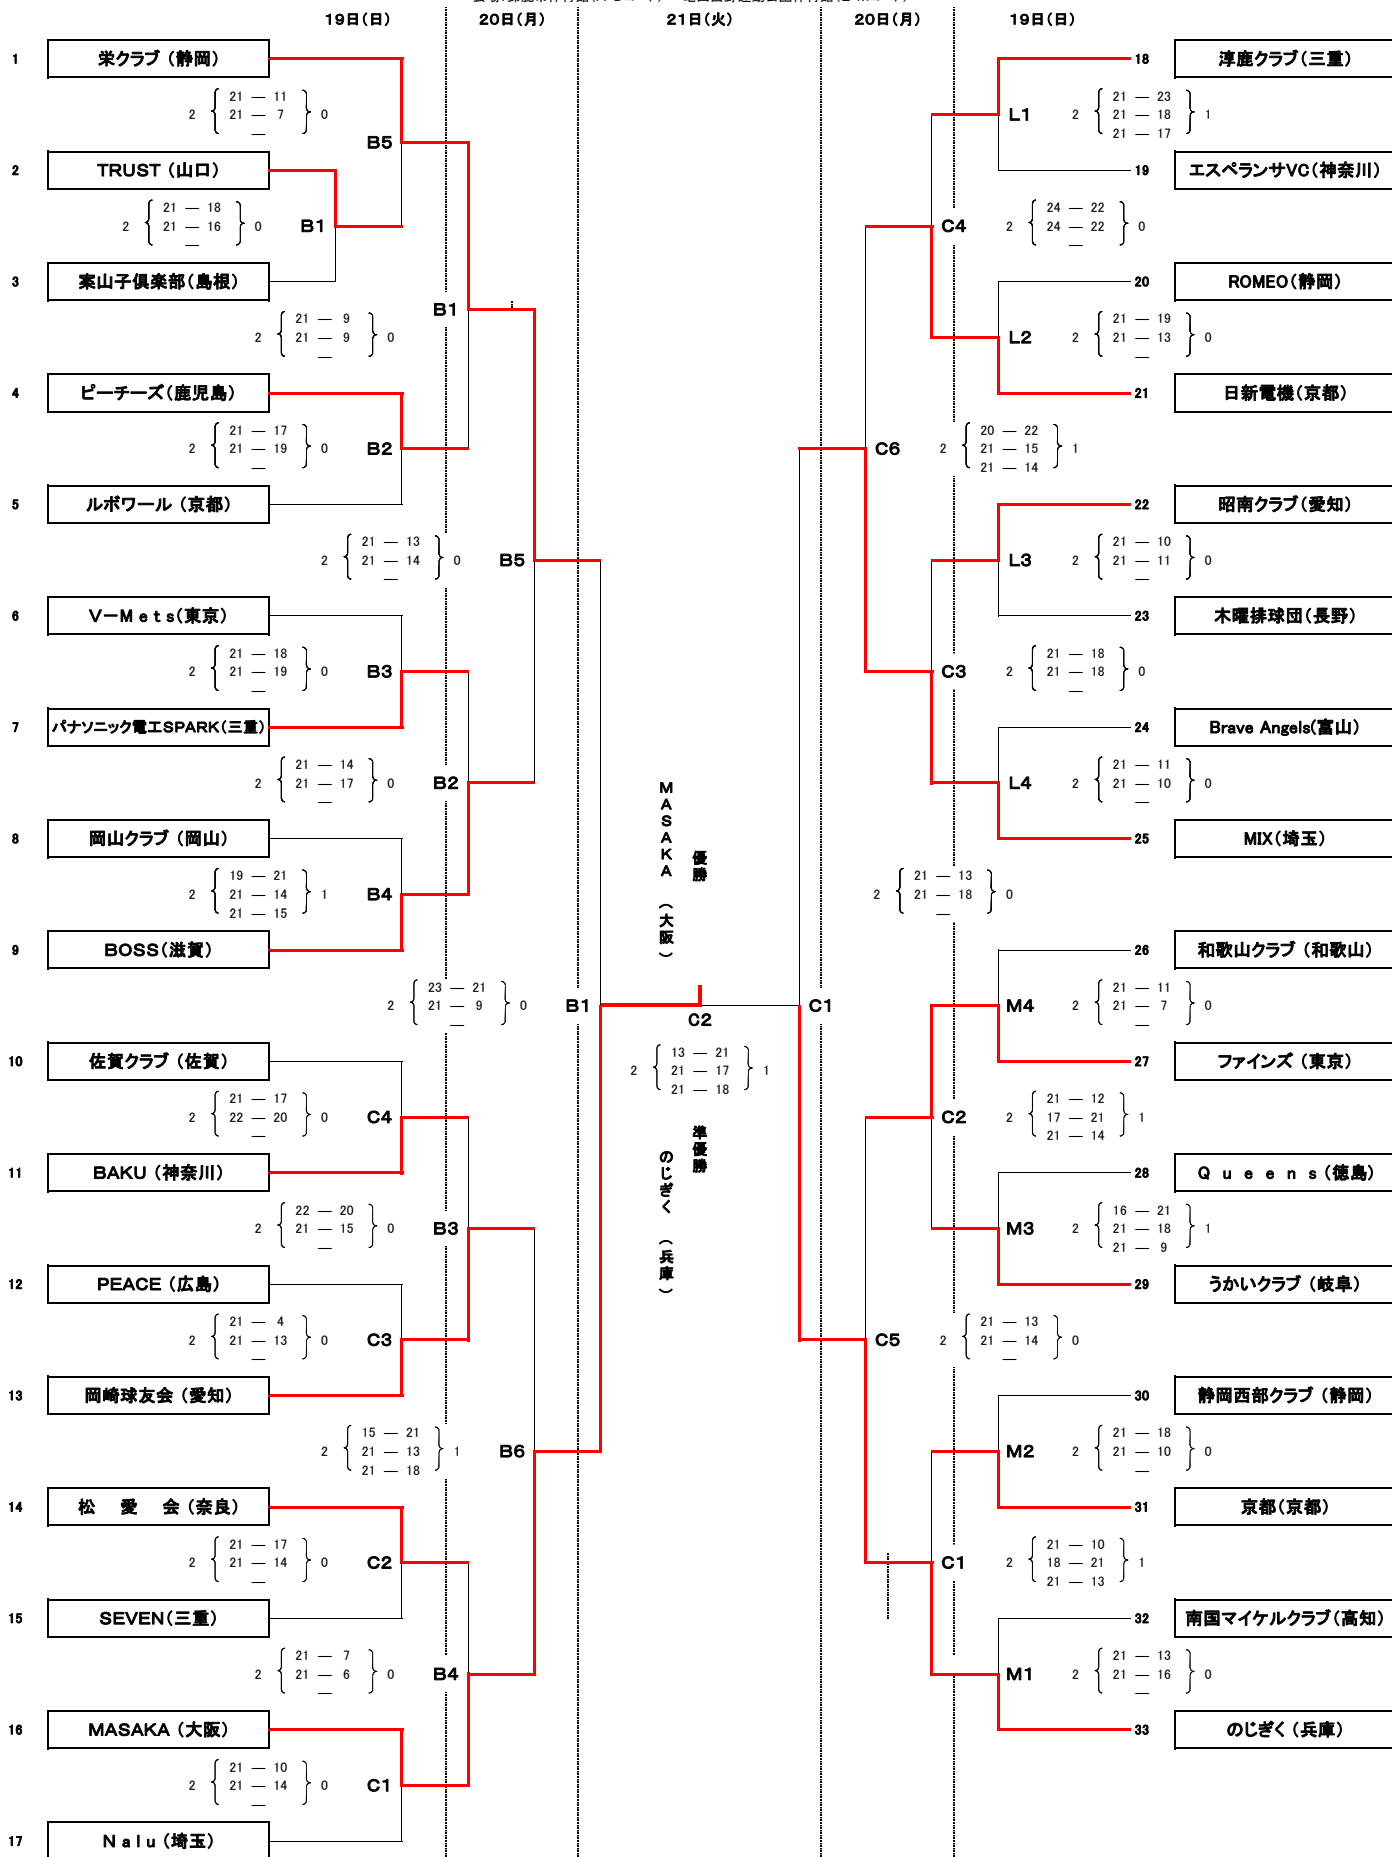 19日(日) 20日(月) 21日(火) 20日(月) 19日(日)
1 栄クラブ (静岡)
2 21 — 11 0
21 — 7
—
B5
2 TRUST (山口)
2 21 — 18 0
21 — 16
—
B1
3 案山子倶楽部(島根)
2 21 — 9 0
21 — 9
—
B1
4 ピーチーズ(鹿児島)
2 21 — 17 0
21 — 19
—
B2
5 ルボワール (京都)
2 21 — 13 0
21 — 14
—
B5
6 V-Mets(東京)
2 21 — 18 0
21 — 19
—
B3
7 パナソニック電工SPARK(三重)
2 21 — 14 0
21 — 17
—
B2
8 岡山クラブ (岡山)
2 19 — 21 1
21 — 14
21 — 15
B4
9 BOSS(滋賀)
2 23 — 21 0
21 — 9
—
B1
10 佐賀クラブ (佐賀)
2 21 — 17 0
22 — 20
—
C4
11 BAKU (神奈川)
2 22 — 20 0
21 — 15
—
B3
12 PEACE (広島)
2 21 — 4 0
21 — 13
—
C3
13 岡崎球友会 (愛知)
2 15 — 21 1
21 — 13
21 — 18
B6
14 松 愛 会 (奈良)
2 21 — 17 0
21 — 14
—
C2
15 SEVEN(三重)
2 21 — 7 0
21 — 6
—
B4
16 MASAKA (大阪)
2 21 — 10 0
21 — 14
—
C1
17 Nalu (埼玉)
優勝
MASAKA (大阪)
C2
2 13 — 21 1
21 — 17
21 — 18
準優勝
のじぎく (兵庫)
18 淳鹿クラブ(三重)
L1
2 21 — 23 1
21 — 18
21 — 17
19 エスペランサVC(神奈川)
C4
2 24 — 22 0
24 — 22
—
20 ROMEO(静岡)
L2
2 21 — 19 0
21 — 13
—
21 日新電機(京都)
C6
2 20 — 22 1
21 — 15
21 — 14
22 昭南クラブ(愛知)
L3
2 21 — 10 0
21 — 11
—
23 木曜排球団(長野)
C3
2 21 — 18 0
21 — 18
—
24 Brave Angels(富山)
L4
2 21 — 11 0
21 — 10
—
25 MIX(埼玉)
2 21 — 13 0
21 — 18
—
C1
26 和歌山クラブ (和歌山)
M4
2 21 — 11 0
21 — 7
—
27 ファインズ (東京)
C2
2 21 — 12 1
17 — 21
21 — 14
28 Queens(徳島)
M3
2 16 — 21 1
21 — 18
21 — 9
29 うかいクラブ (岐阜)
C5
2 21 — 13 0
21 — 14
—
30 静岡西部クラブ (静岡)
M2
2 21 — 18 0
21 — 10
—
31 京都(京都)
C1
2 21 — 10 1
18 — 21
21 — 13
32 南国マイケルクラブ(高知)
M1
2 21 — 13 0
21 — 16
—
33 のじぎく (兵庫)